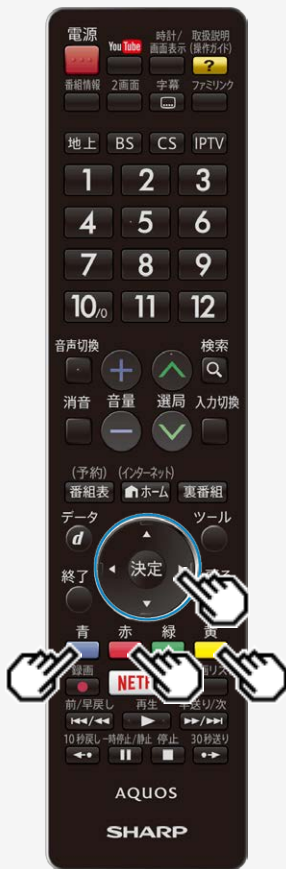 電源 You Tube 時計/画面表示 取扱説明(操作ガイド)
?
番組情報 2画面 字幕 ファミリンク
地上 BS CS IPTV
1 2 3
4 5 6
7 8 9
10/0 11 12
音声切換 検索
+
消音 音量 選局 入力切換
−
(予約) (インターネット)
番組表 ホーム 裏番組
データ ツール
d 決定
終了
青 赤 緑 黄
録画
NETF
前/早戻し 再生 早送り/次
10秒戻し 一時停止/静止 停止 30秒送り
AQUOS
SHARP